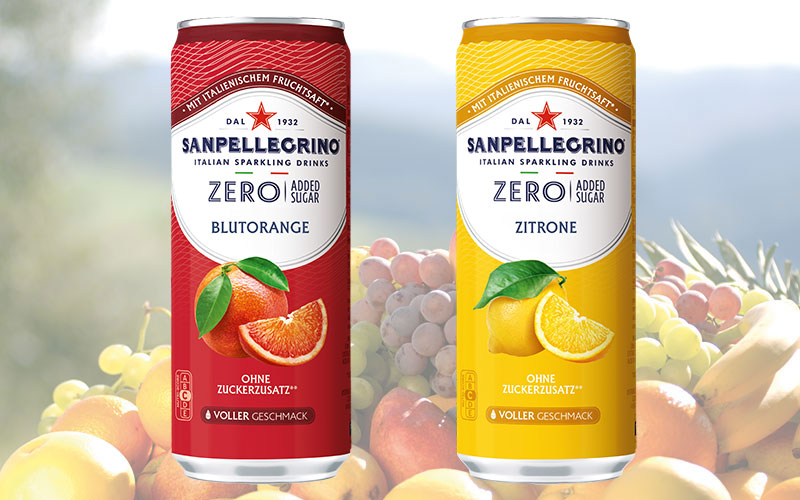 MIT ITALIENISCHEM FRUCHTSAFT*
DAL 1932
SANPELLEGRINO
ITALIAN SPARKLING DRINKS
ZERO ADDED SUGAR
BLUTORANGE
OHNE
ZUCKERZUSATZ**
VOLLER GESCHMACK
A
B
C
D
E
MIT ITALIENISCHEM FRUCHTSAFT*
DAL 1932
SANPELLEGRINO
ITALIAN SPARKLING DRINKS
ZERO ADDED SUGAR
ZITRONE
OHNE
ZUCKERZUSATZ**
VOLLER GESCHMACK
A
B
C
D
E